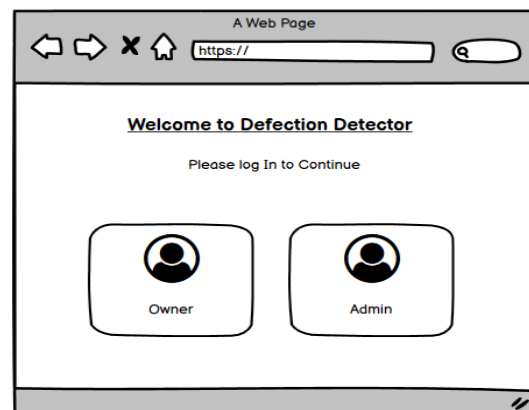 A Web Page
https://
Welcome to Defection Detector
Please log In to Continue
Owner
Admin